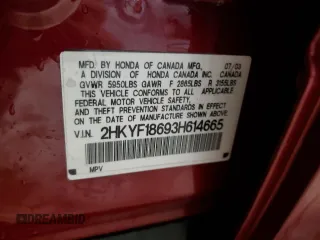 MFD. BY HONDA OF CANADA MFG. 07/03
A DIVISION OF HONDA CANADA INC. CANADA
GVWR 5950LBS GAWR F 2865LBS R 3155LBS
THIS VEHICLE CONFORMS TO ALL APPLICABLE
FEDERAL MOTOR VEHICLE SAFETY
AND THEFT PREVENTION STANDARDS IN EFFECT
ON THE DATE OF MANUFACTURE SHOWN ABOVE.
V.I.N. 2HKYF18693H614665
MPV
DREAMBID